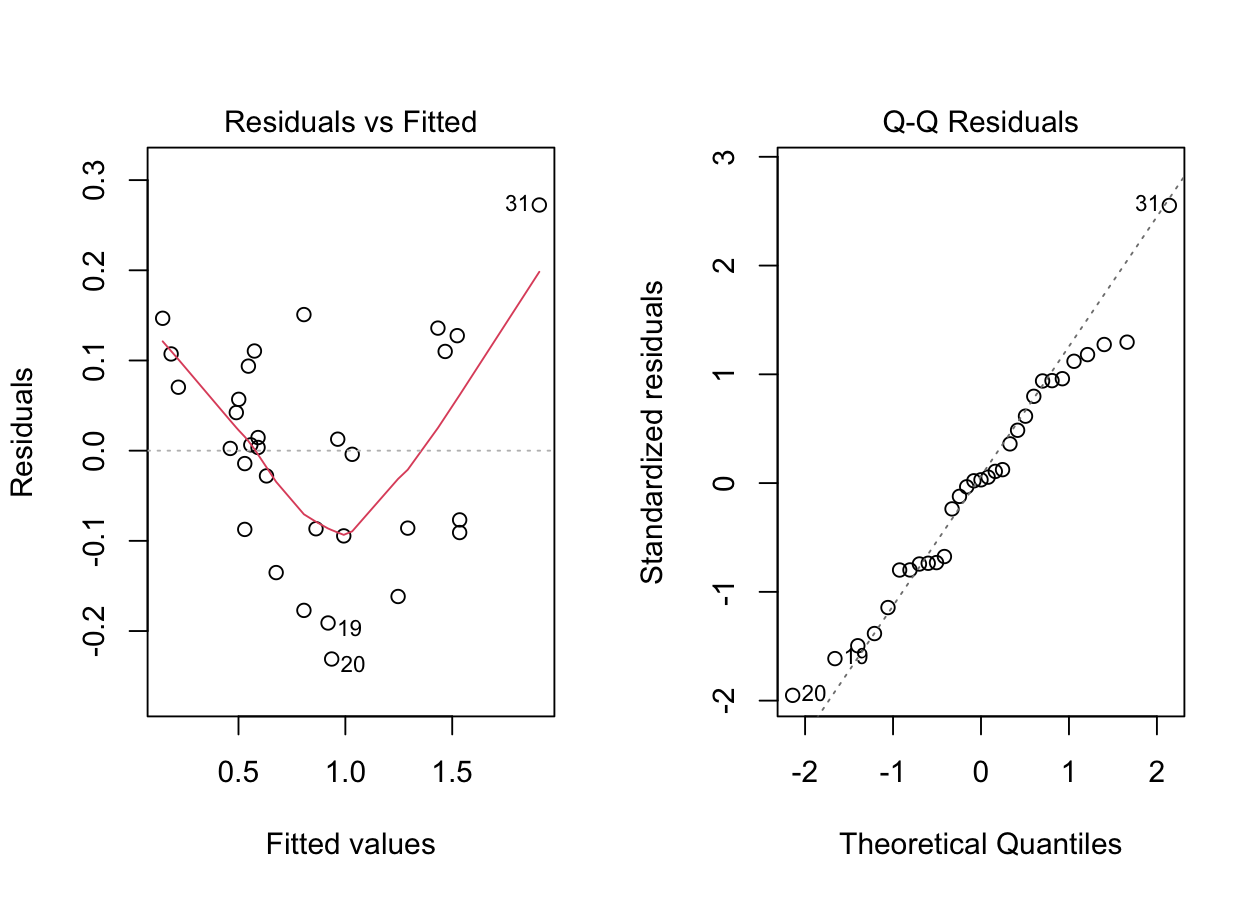 Residuals vs Fitted
Residuals
0.3
0.2
0.1
0.0
-0.1
-0.2
31
19
20
0.5 1.0 1.5
Fitted values
Q-Q Residuals
Standardized residuals
3
2
1
0
-1
-2
31
19
20
-2 -1 0 1 2
Theoretical Quantiles